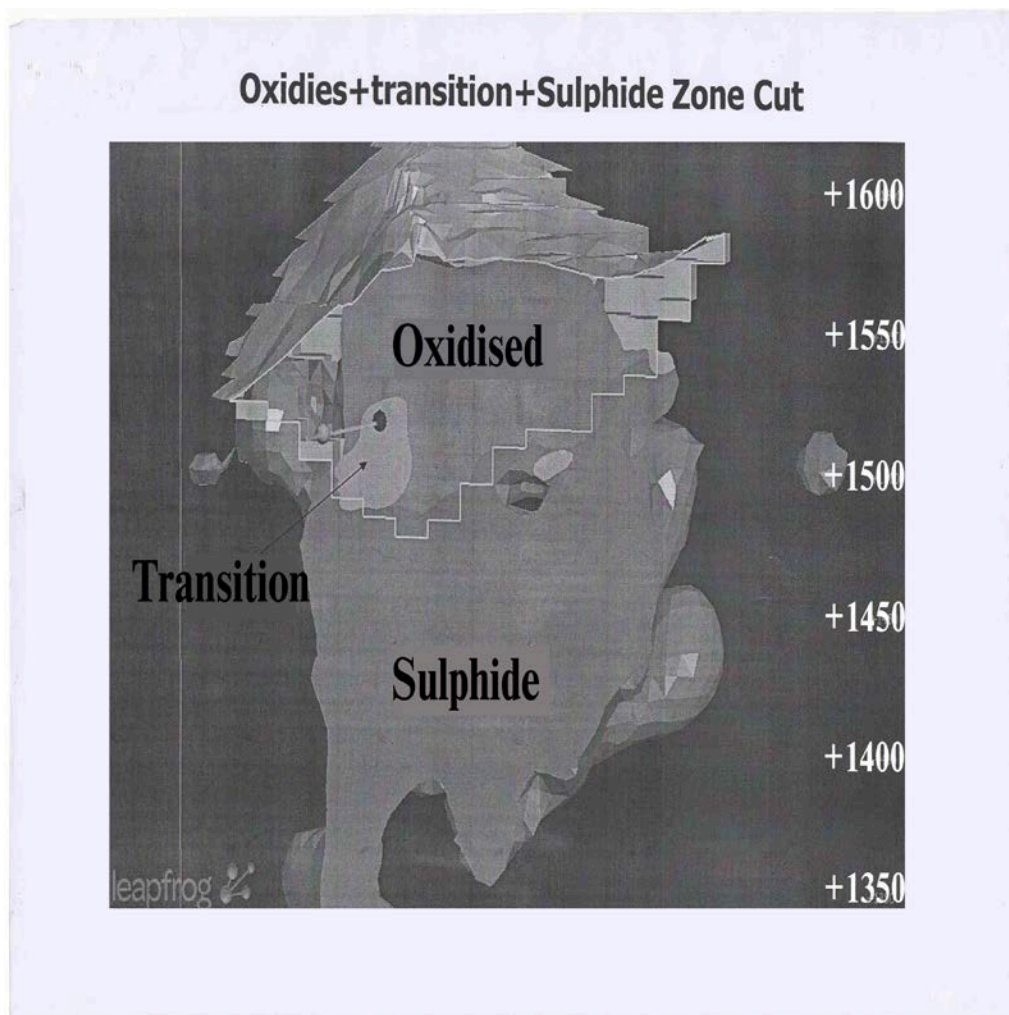 Oxidies+transition+Sulphide Zone Cut
+1600
Oxidised
+1550
+1500
Transition
+1450
Sulphide
+1400
leapfrog
+1350